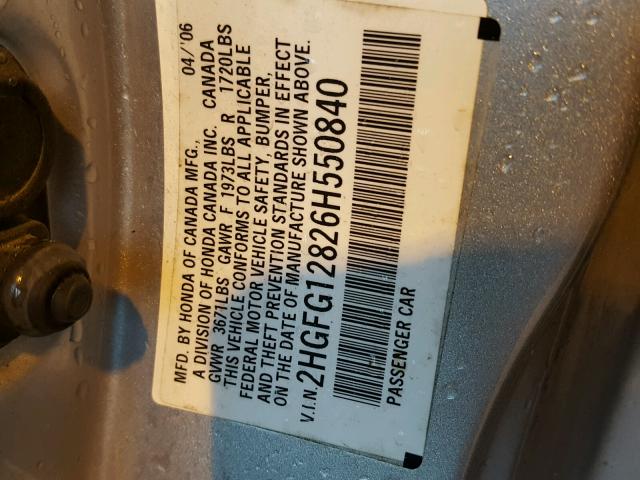 MFD. BY HONDA OF CANADA MFG., 04/'06
A DIVISION OF HONDA CANADA INC. CANADA
GVWR 3671LBS GAWR F 1973LBS R 1720LBS
THIS VEHICLE CONFORMS TO ALL APPLICABLE
FEDERAL MOTOR VEHICLE SAFETY, BUMPER,
AND THEFT PREVENTION STANDARDS IN EFFECT
ON THE DATE OF MANUFACTURE SHOWN ABOVE.
V.I.N. 2HGFG12826H550840
PASSENGER CAR